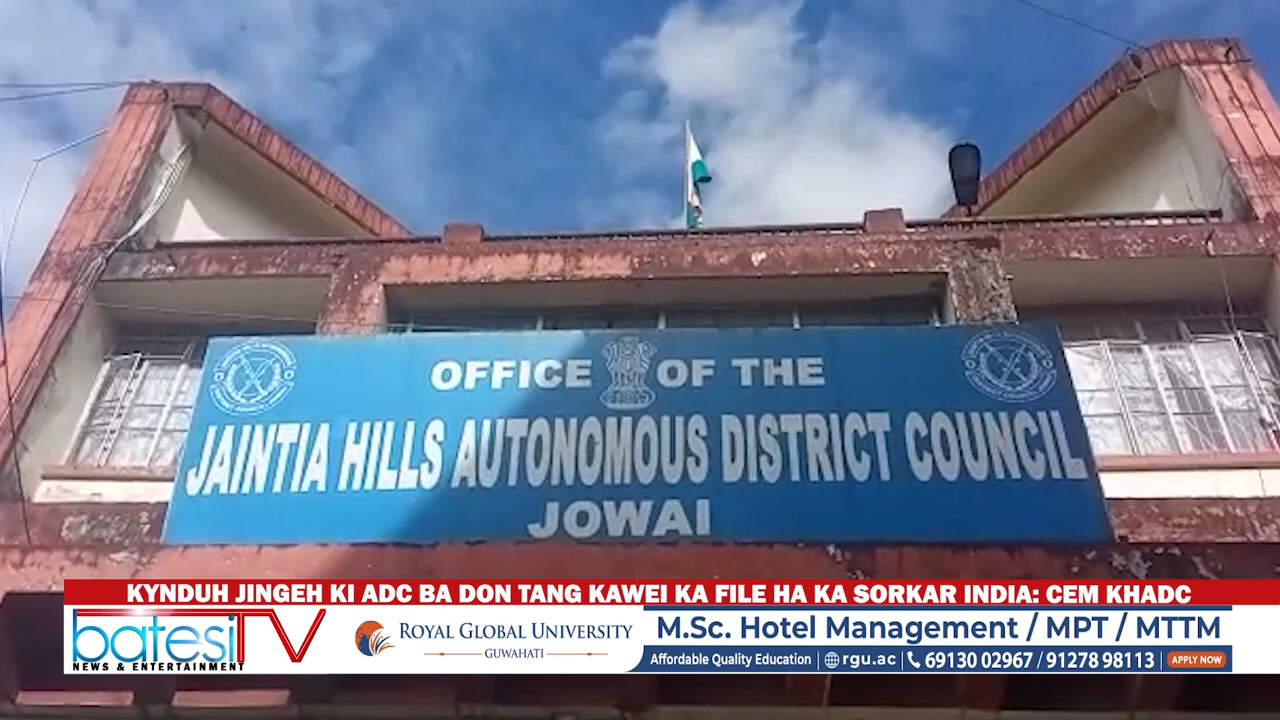 OFFICE OF THE
JAINTIA HILLS AUTONOMOUS DISTRICT COUNCIL
JOWAI
KYNDUH JINGEH KI ADC BA DON TANG KAWEI KA FILE HA KA SORKAR INDIA: CEM KHADC
batesi TV
NEWS & ENTERTAINMENT
ROYAL GLOBAL UNIVERSITY
GUWAHATI
M.Sc. Hotel Management / MPT / MTTM
Affordable Quality Education rgu.ac 69130 02967 / 91278 98113 APPLY NOW